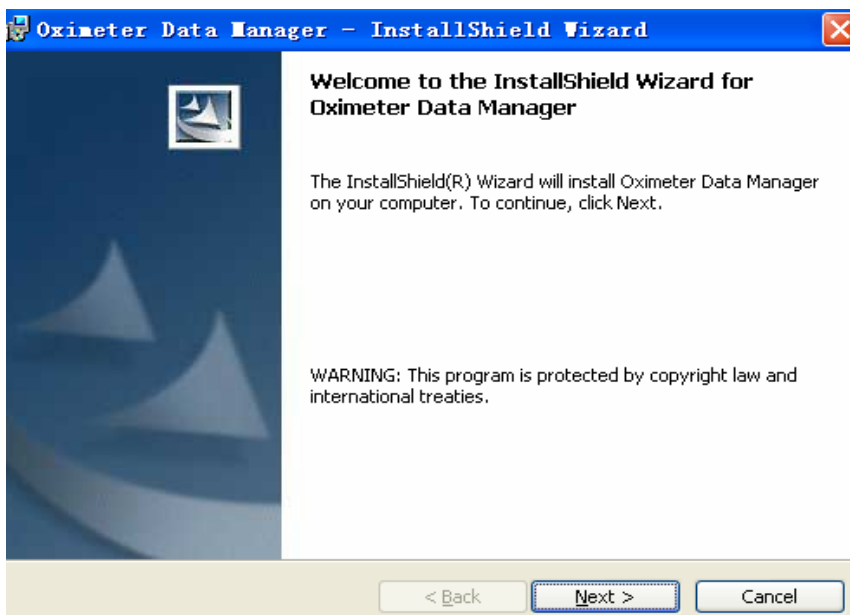 Oximeter Data Manager - InstallShield Wizard
Welcome to the InstallShield Wizard for
Oximeter Data Manager
The InstallShield(R) Wizard will install Oximeter Data Manager
on your computer. To continue, click Next.
WARNING: This program is protected by copyright law and
international treaties.
< Back
Next >
Cancel